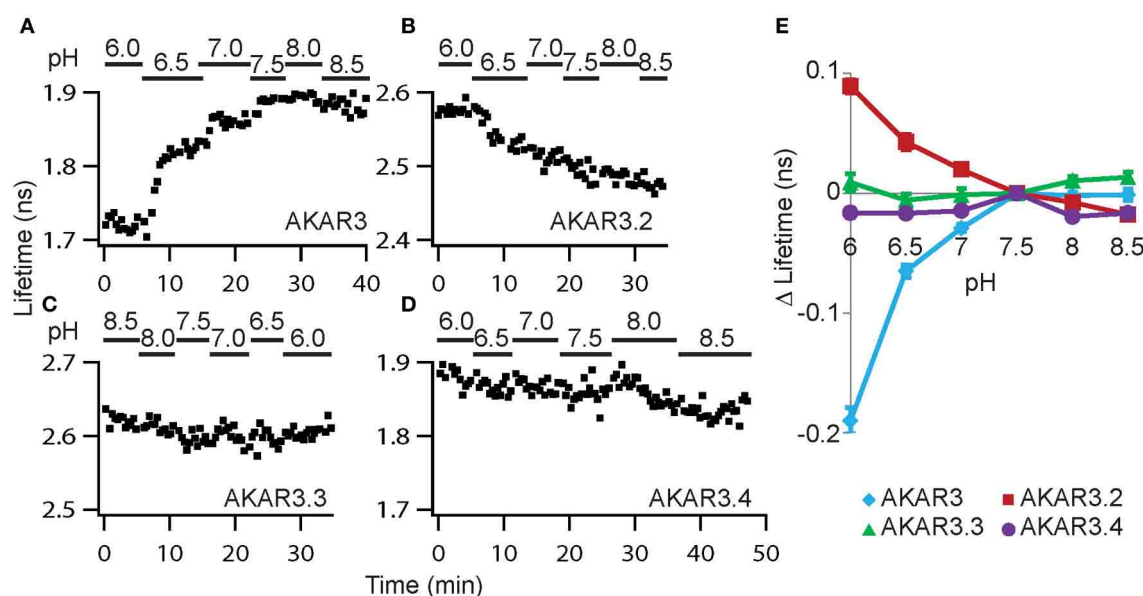 A
pH 6.0 6.5 7.0 7.5 8.0 8.5
1.9
1.8
1.7
0 10 20 30 40
AKAR3
B
6.0 6.5 7.0 7.5 8.0 8.5
2.6
2.5
2.4
0 10 20 30
AKAR3.2
C
pH 8.5 8.0 7.5 7.0 6.5 6.0
2.7
2.6
2.5
0 10 20 30
AKAR3.3
D
6.0 6.5 7.0 7.5 8.0 8.5
1.9
1.8
1.7
0 10 20 30 40 50
AKAR3.4
Lifetime (ns)
Time (min)
E
Δ Lifetime (ns)
0.1
0
-0.1
-0.2
6 6.5 7 7.5 8 8.5
pH
AKAR3 AKAR3.2
AKAR3.3 AKAR3.4